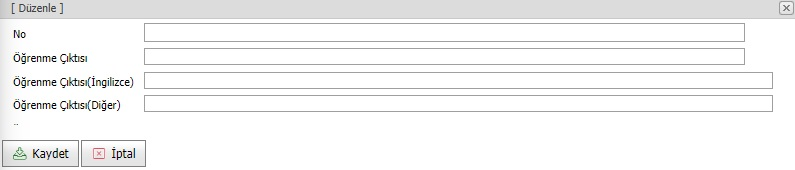 [ Düzenle ]
No
Öğrenme Çıktısı
Öğrenme Çıktısı(İngilizce)
Öğrenme Çıktısı(Diğer)
..
Kaydet İptal